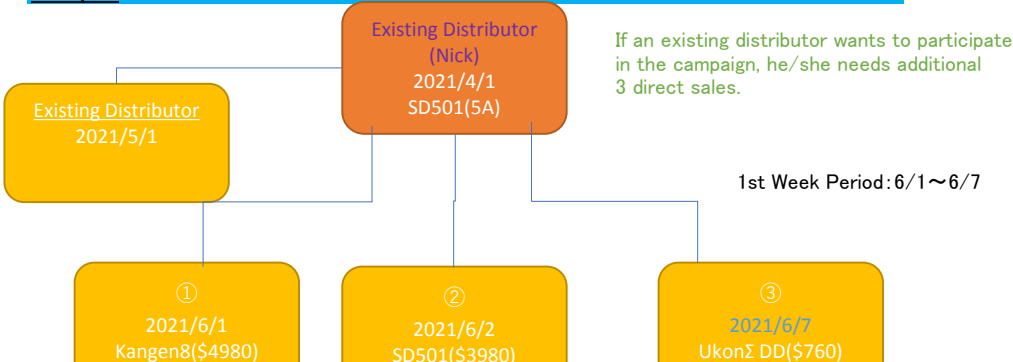 Existing Distributor
(Nick)
2021/4/1
SD501(5A)
If an existing distributor wants to participate
in the campaign, he/she needs additional
3 direct sales.
Existing Distributor
2021/5/1
1st Week Period：6/1～6/7
①
2021/6/1
Kangen8($4980)
②
2021/6/2
SD501($3980)
③
2021/6/7
UkonΣ DD($760)